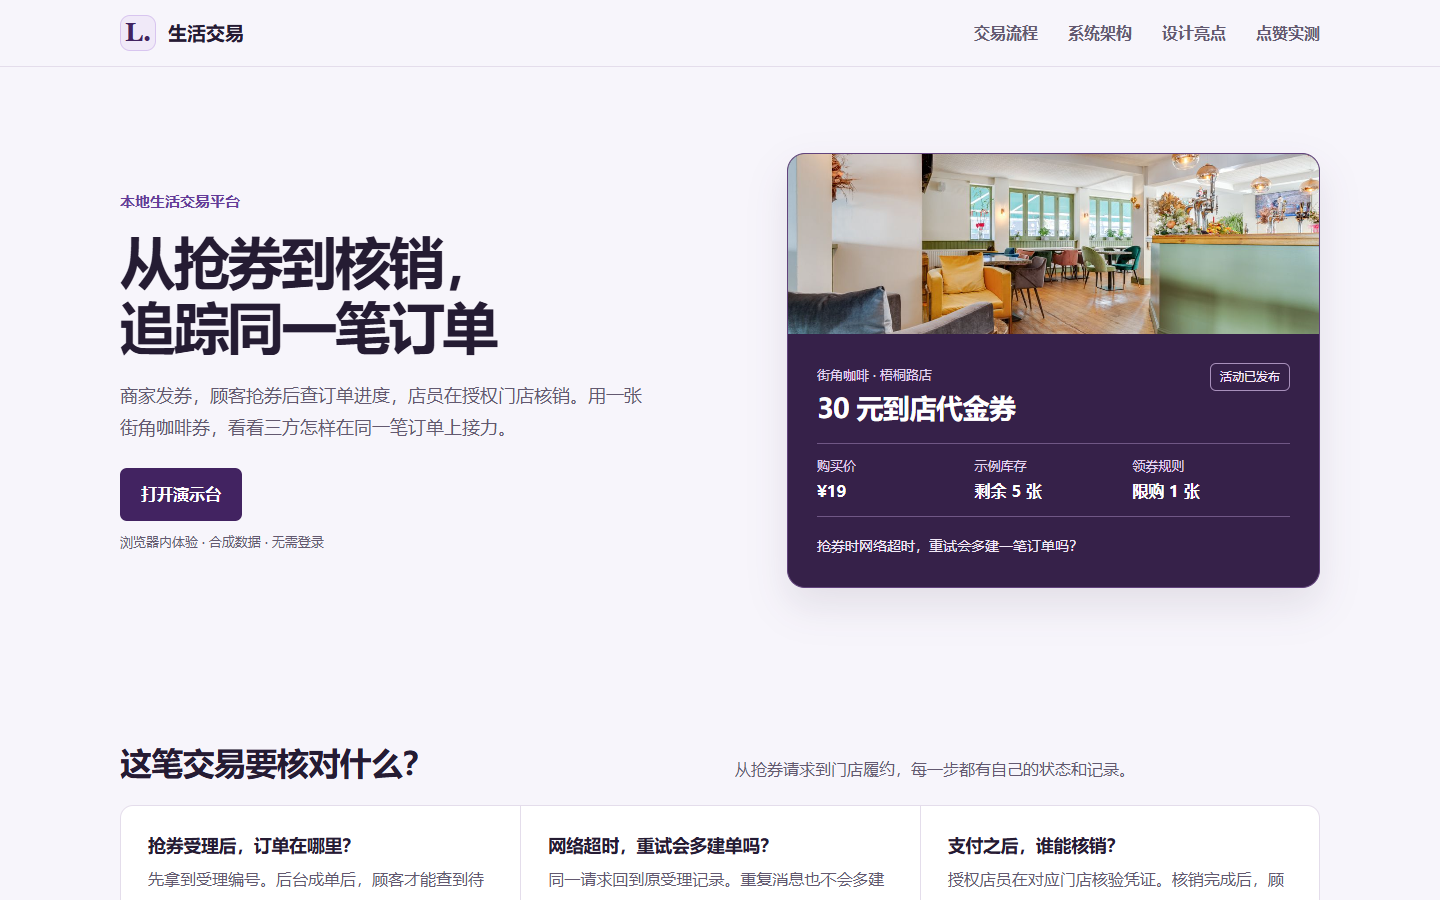 L. 生活交易
交易流程 系统架构 设计亮点 点赞实测
本地生活交易平台
从抢券到核销，
追踪同一笔订单
商家发券，顾客抢券后查订单进度，店员在授权门店核销。用一张
街角咖啡券，看看三方怎样在同一笔订单上接力。
打开演示台
浏览器内体验 · 合成数据 · 无需登录
街角咖啡 · 梧桐路店
活动已发布
30 元到店代金券
购买价 示例库存 领券规则
¥19 剩余 5 张 限购 1 张
抢券时网络超时，重试会多建一笔订单吗？
这笔交易要核对什么？
从抢券请求到门店履约，每一步都有自己的状态和记录。
抢券受理后，订单在哪里？
先拿到受理编号。后台成单后，顾客才能查到待
网络超时，重试会多建单吗？
同一请求回到原受理记录。重复消息也不会多建
支付之后，谁能核销？
授权店员在对应门店核验凭证。核销完成后，顾